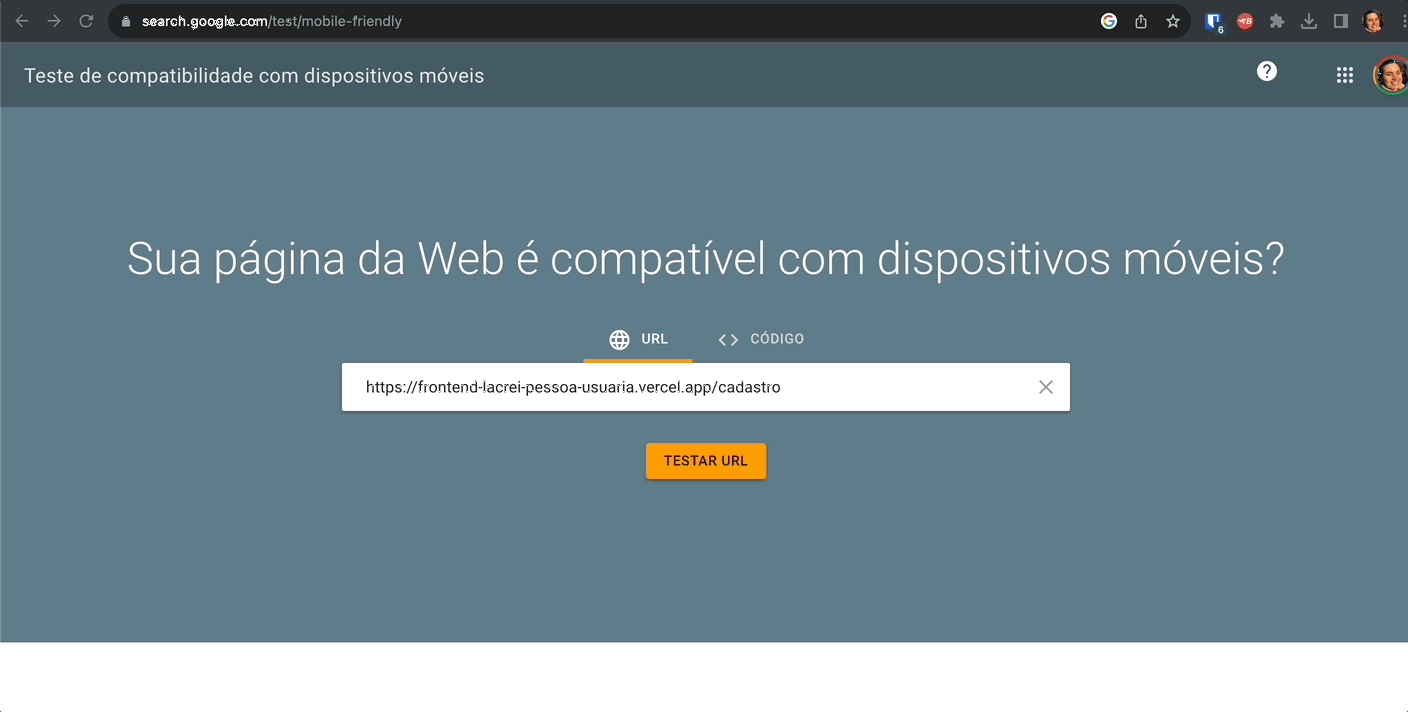 search.google.com/test/mobile-friendly
6
Teste de compatibilidade com dispositivos móveis
Sua página da Web é compatível com dispositivos móveis?
URL
CÓDIGO
https://frontend-lacrei-pessoa-usuaria.vercel.app/cadastro
TESTAR URL